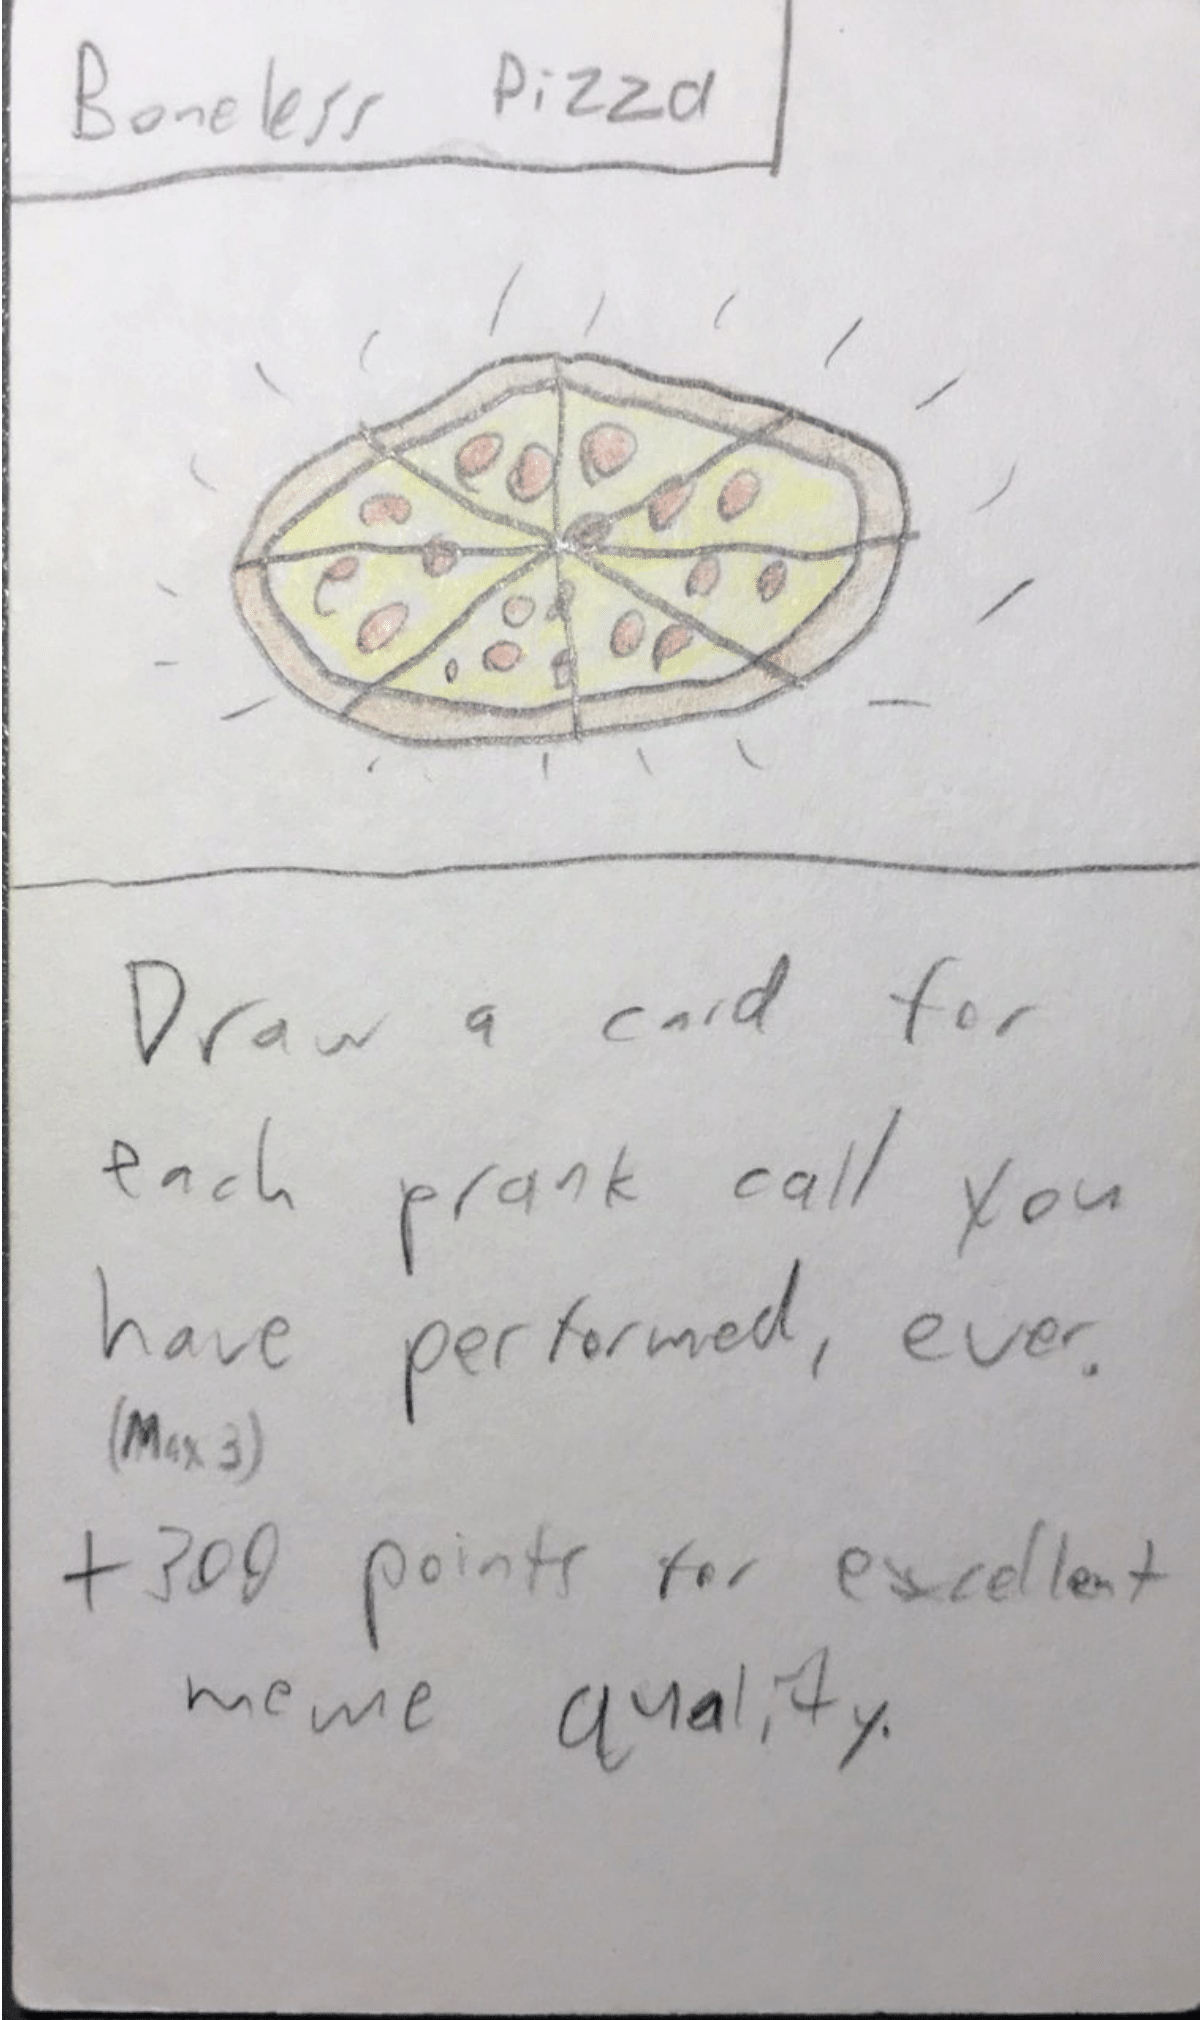 Boneless Pizza
Draw a card for
each prank call you
have performed, ever.
(Max 3)
+300 points for excellent
meme quality.